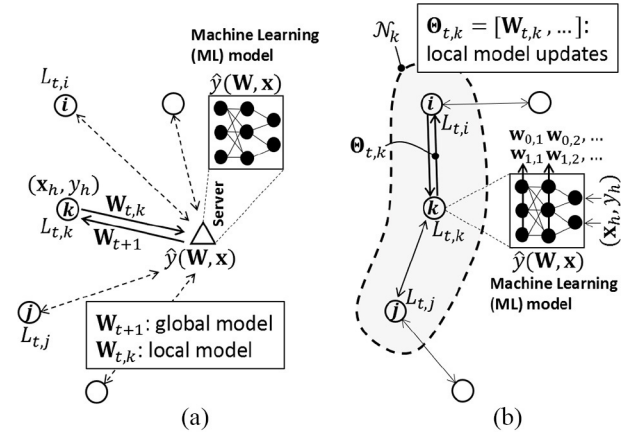 Machine Learning
(ML) model
ŷ(𝐖, 𝐱)
L_{t,i}
i
(𝐱_h, y_h)
k
L_{t,k}
𝐖_{t,k}
𝐖_{t+1}
Server
ŷ(𝐖, 𝐱)
j
L_{t,j}
𝐖_{t+1}: global model
𝐖_{t,k}: local model
(a)
𝒩_k
𝚯_{t,k} = [𝐖_{t,k}, ...]:
local model updates
i
L_{t,i}
𝚯_{t,k}
𝐰_{0,1} 𝐰_{0,2}, ...
𝐰_{1,1} 𝐰_{1,2}, ...
k
L_{t,k}
(𝐱_h, y_h)
ŷ(𝐖, 𝐱)
Machine Learning
(ML) model
L_{t,j}
j
(b)